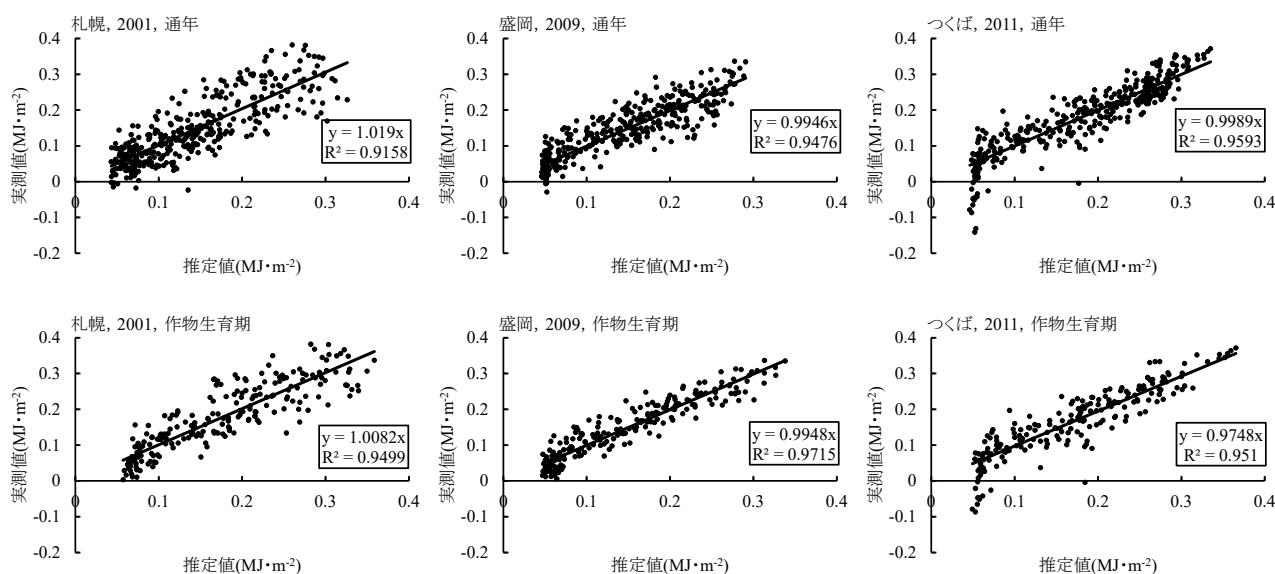 札幌, 2001, 通年
0.4
0.3
0.2
0.1
0
-0.1
-0.2
実測値(MJ・m-2)
y = 1.019x
R² = 0.9158
0 0.1 0.2 0.3 0.4
推定値(MJ・m-2)
盛岡, 2009, 通年
0.4
0.3
0.2
0.1
0
-0.1
-0.2
実測値(MJ・m-2)
y = 0.9946x
R² = 0.9476
0 0.1 0.2 0.3 0.4
推定値(MJ・m-2)
つくば, 2011, 通年
0.4
0.3
0.2
0.1
0
-0.1
-0.2
実測値(MJ・m-2)
y = 0.9989x
R² = 0.9593
0 0.1 0.2 0.3 0.4
推定値(MJ・m-2)
札幌, 2001, 作物生育期
0.4
0.3
0.2
0.1
0
-0.1
-0.2
実測値(MJ・m-2)
y = 1.0082x
R² = 0.9499
0 0.1 0.2 0.3 0.4
推定値(MJ・m-2)
盛岡, 2009, 作物生育期
0.4
0.3
0.2
0.1
0
-0.1
-0.2
実測値(MJ・m-2)
y = 0.9948x
R² = 0.9715
0 0.1 0.2 0.3 0.4
推定値(MJ・m-2)
つくば, 2011, 作物生育期
0.4
0.3
0.2
0.1
0
-0.1
-0.2
実測値(MJ・m-2)
y = 0.9748x
R² = 0.951
0 0.1 0.2 0.3 0.4
推定値(MJ・m-2)